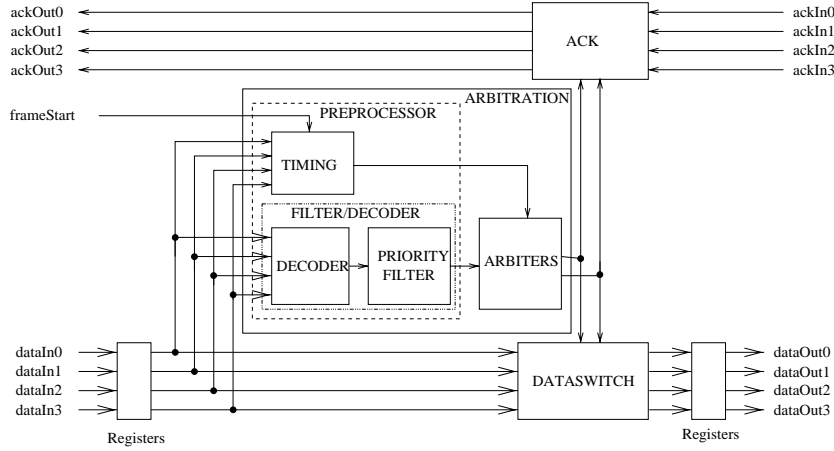 ackOut0
ackOut1
ackOut2
ackOut3
ACK
ackIn0
ackIn1
ackIn2
ackIn3
ARBITRATION
frameStart
PREPROCESSOR
TIMING
FILTER/DECODER
DECODER
PRIORITY
FILTER
ARBITERS
dataIn0
dataIn1
dataIn2
dataIn3
Registers
DATASWITCH
Registers
dataOut0
dataOut1
dataOut2
dataOut3